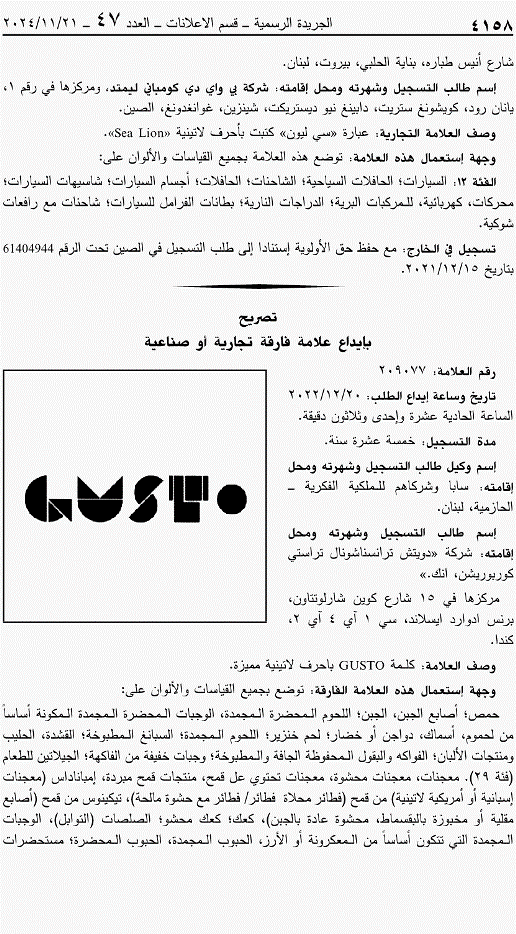 ٤١٥٨ الجريدة الرسمية ــ قسم الاعلانات ــ العدد ٤٧ ــ ٢٠٢٤/١١/٢١
شارع أنيس طباره، بناية الحلبي، بيروت، لبنان.
إسم طالب التسجيل وشهرته ومحل إقامته: شركة بي واي دي كومباني ليمتد، ومركزها في رقم ١،
يانان رود، كويشونغ ستريت، دابينغ نيو ديستريكت، شينزين، غوانغدونغ، الصين.
وصف العلامة التجارية: عبارة «سي ليون» كتبت بأحرف لاتينية «Sea Lion».
وجهة إستعمال هذه العلامة: توضع هذه العلامة بجميع القياسات والألوان على:
الفئة ١٢: السيارات؛ الحافلات السياحية؛ الشاحنات؛ الحافلات؛ أجسام السيارات؛ شاسيهات السيارات؛
محركات، كهربائية، للمركبات البرية؛ الدراجات النارية؛ بطانات الفرامل للسيارات؛ شاحنات مع رافعات
شوكية.
تسجيل في الخارج: مع حفظ حق الأولوية إستنادا إلى طلب التسجيل في الصين تحت الرقم 61404944
بتاريخ ٢٠٢١/١٢/١٥.
تصريح
بإيداع علامة فارقة تجارية أو صناعية
رقم العلامة: ٢٠٩٠٧٧
تاريخ وساعة إيداع الطلب: ٢٠٢٢/١٢/٢٠
الساعة الحادية عشرة وإحدى وثلاثون دقيقة.
مدة التسجيل: خمسة عشرة سنة.
إسم وكيل طالب التسجيل وشهرته ومحل
إقامته: سابا وشركاهم للملكية الفكرية ــ
الحازمية، لبنان.
إسم طالب التسجيل وشهرته ومحل
إقامته: شركة «دويتش ترانسناشونال تراستي
كوربوريشن، انك.»
مركزها في ١٥ شارع كوين شارلوتتاون،
برنس ادوارد ايسلاند، سي ١ آي ٤ آي ٢،
كندا.
GUSTO
وصف العلامة: كلمة GUSTO باحرف لاتينية مميزة.
وجهة إستعمال هذه العلامة الفارقة: توضع بجميع القياسات والألوان على:
حمص؛ أصابع الجبن، الجبن؛ اللحوم المحضرة المجمدة، الوجبات المحضرة المجمدة المكونة أساساً
من لحموم، أسماك، دواجن أو خضار؛ لحم خنزير؛ اللحوم المجمدة؛ السبانغ المطبوخة؛ القشدة، الحليب
ومنتجات الألبان؛ الفواكه والبقول المحفوظة الجافة والمطبوخة؛ وجبات خفيفة من الفاكهة؛ الجيلاتين للطعام
(فئة ٢٩). معجنات، معجنات محشوة، معجنات تحتوي عل قمح، منتجات قمح مبردة، إمباناداس (معجنات
إسبانية أو أمريكية لاتينية) من قمح (فطائر محلاة فطائر/ فطائر مع حشوة مالحة)، تيكينوس من قمح (أصابع
مقلية أو مخبوزة بالبقسماط، محشوة عادة بالجبن)، كعك؛ كعك محشو؛ الصلصات (التوابل)، الوجبات
المجمدة التي تتكون أساساً من المعكرونة أو الأرز، الحبوب المجمدة، الحبوب المحضرة؛ مستحضرات